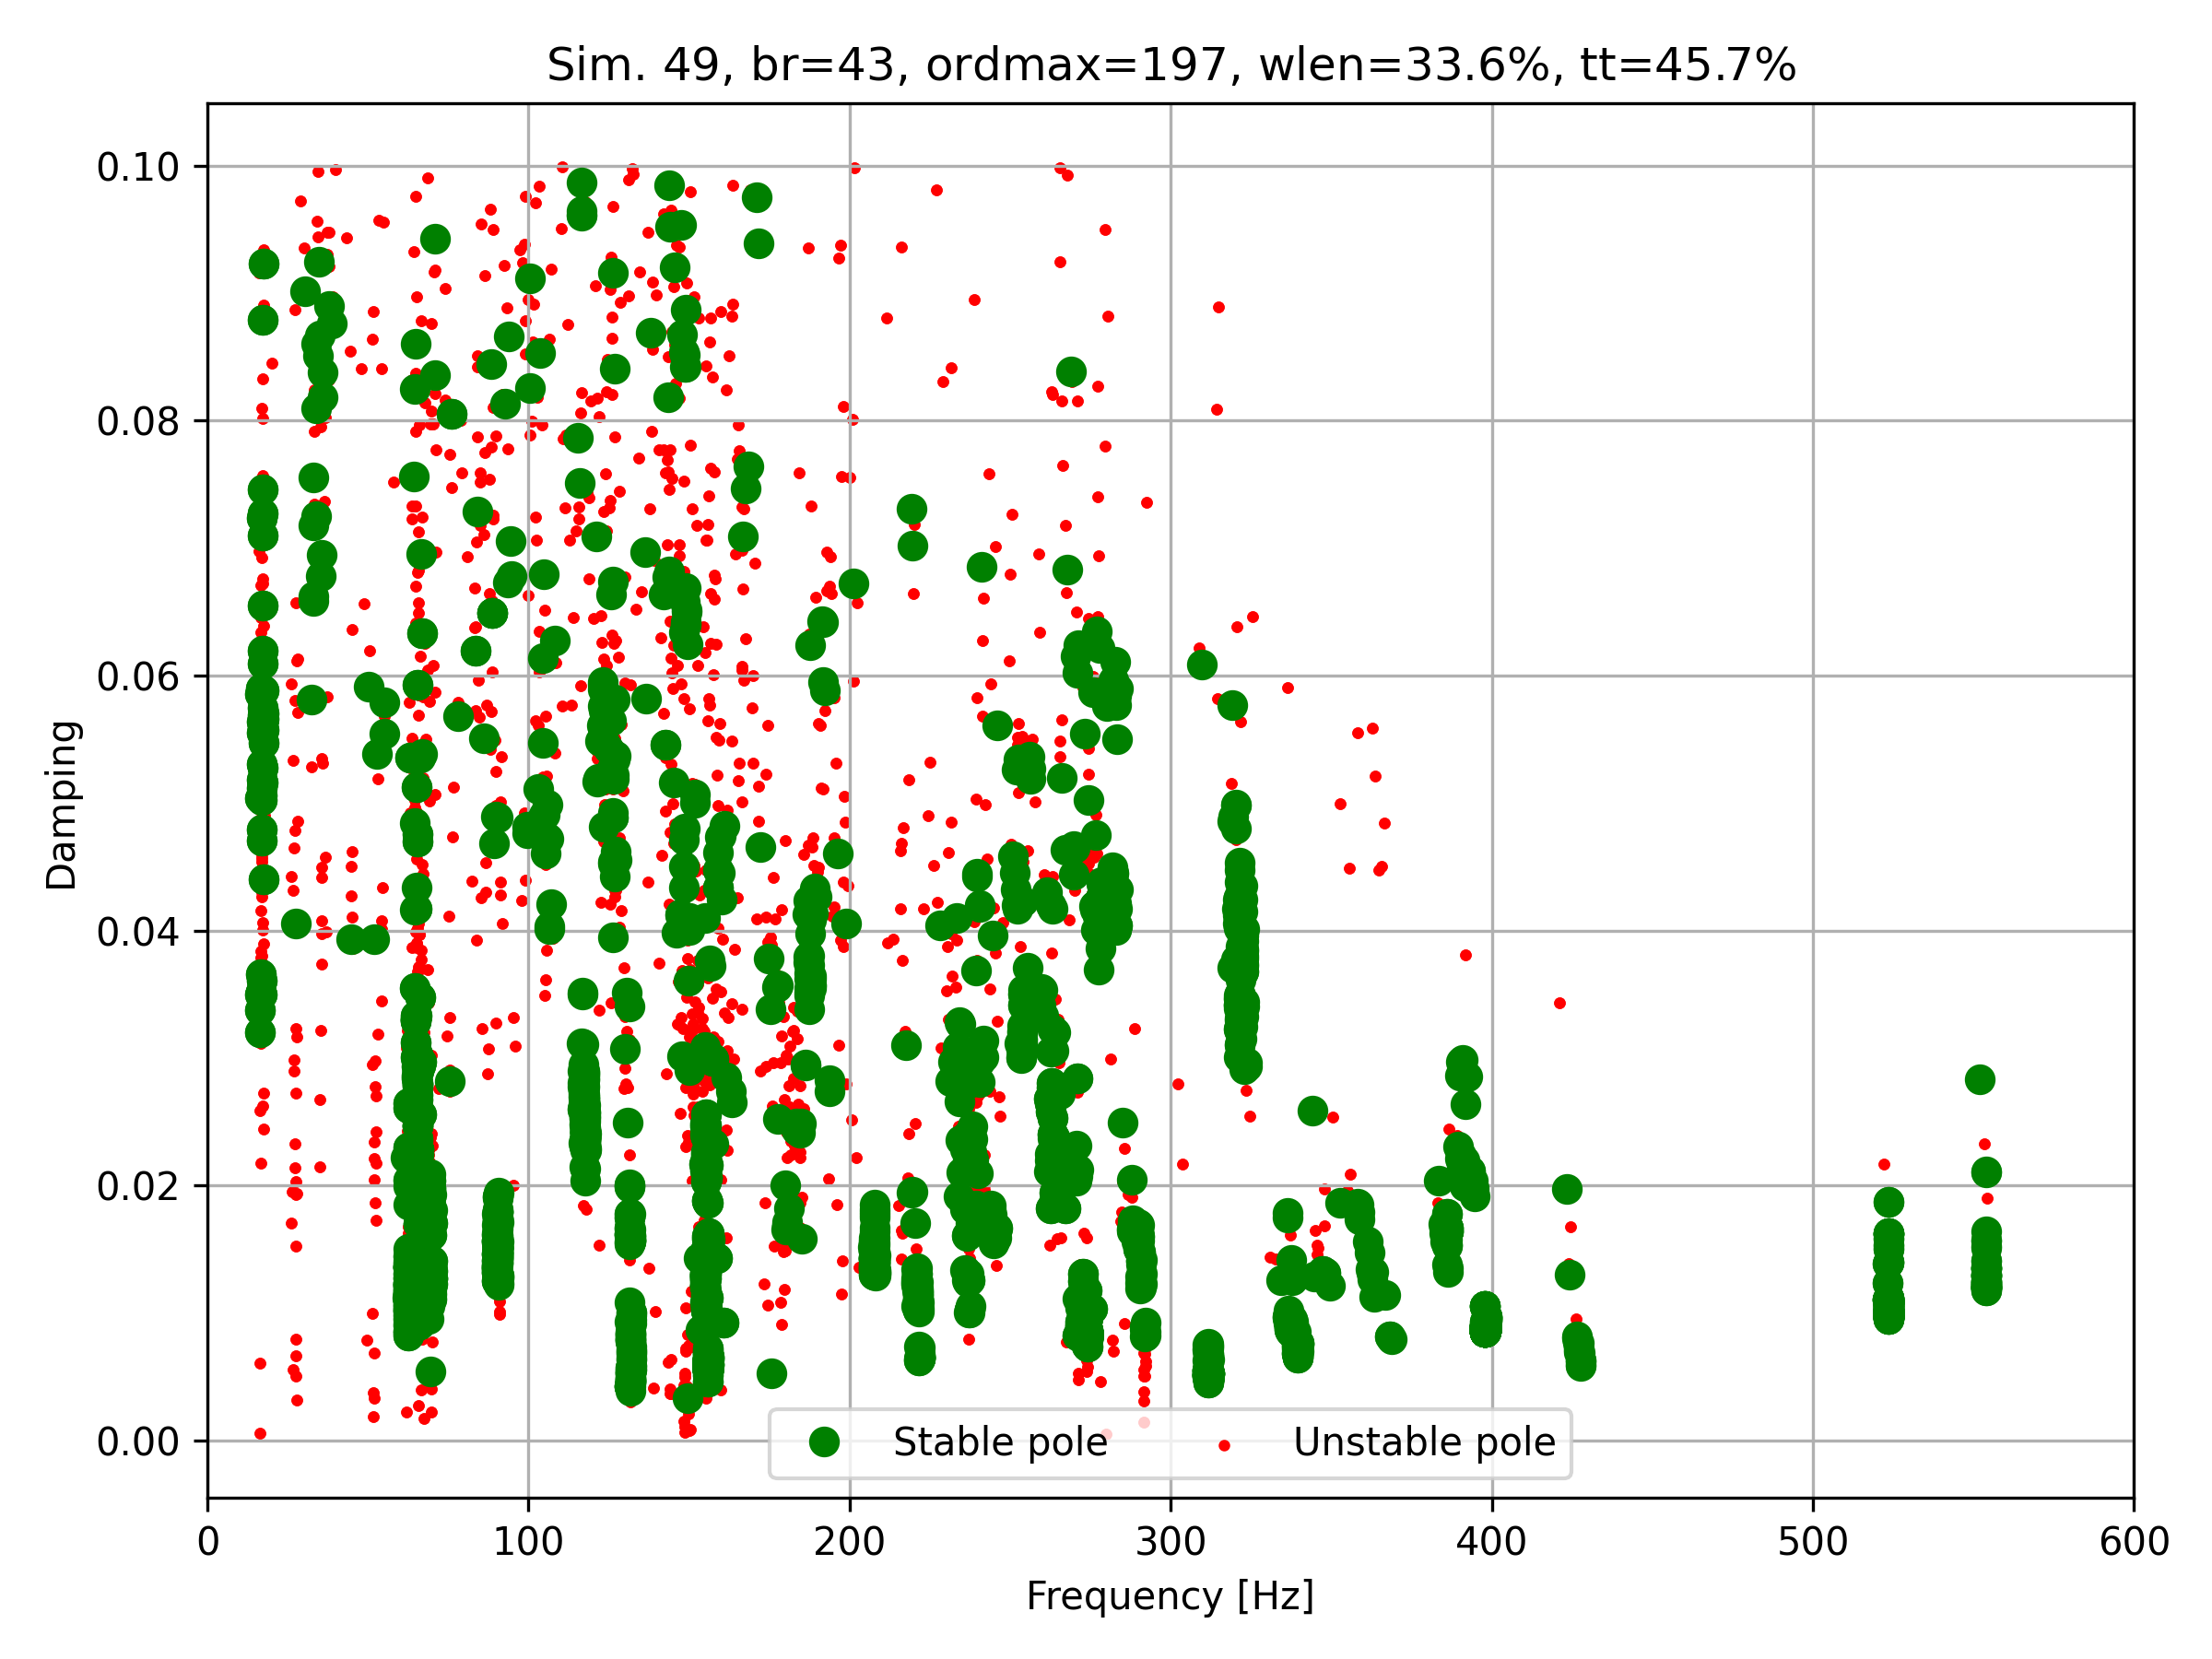 Sim. 49, br=43, ordmax=197, wlen=33.6%, tt=45.7%
0.10
0.08
0.06
0.04
0.02
0.00
Damping
Stable pole
Unstable pole
0
100
200
300
400
500
600
Frequency [Hz]